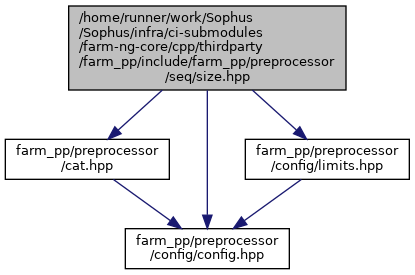 /home/runner/work/Sophus
/Sophus/infra/ci-submodules
/farm-ng-core/cpp/thirdparty
/farm_pp/include/farm_pp/preprocessor
/seq/size.hpp
farm_pp/preprocessor
/cat.hpp
farm_pp/preprocessor
/config/limits.hpp
farm_pp/preprocessor
/config/config.hpp